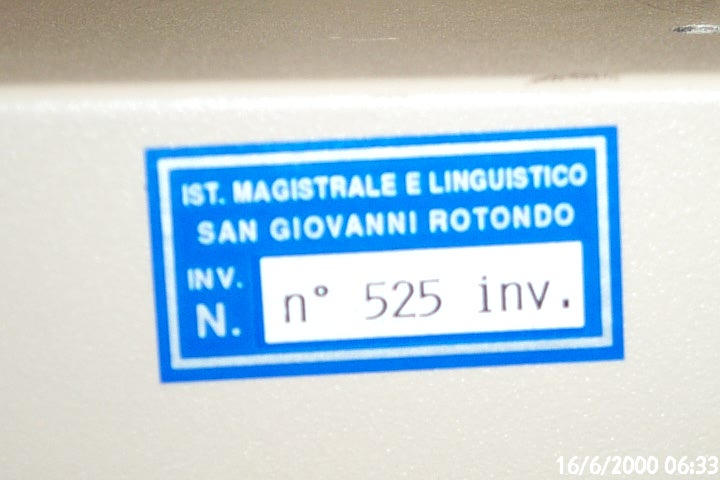 IST. MAGISTRALE E LINGUISTICO
SAN GIOVANNI ROTONDO
INV.
N.
n° 525 inv.
16/6/2000 06:33